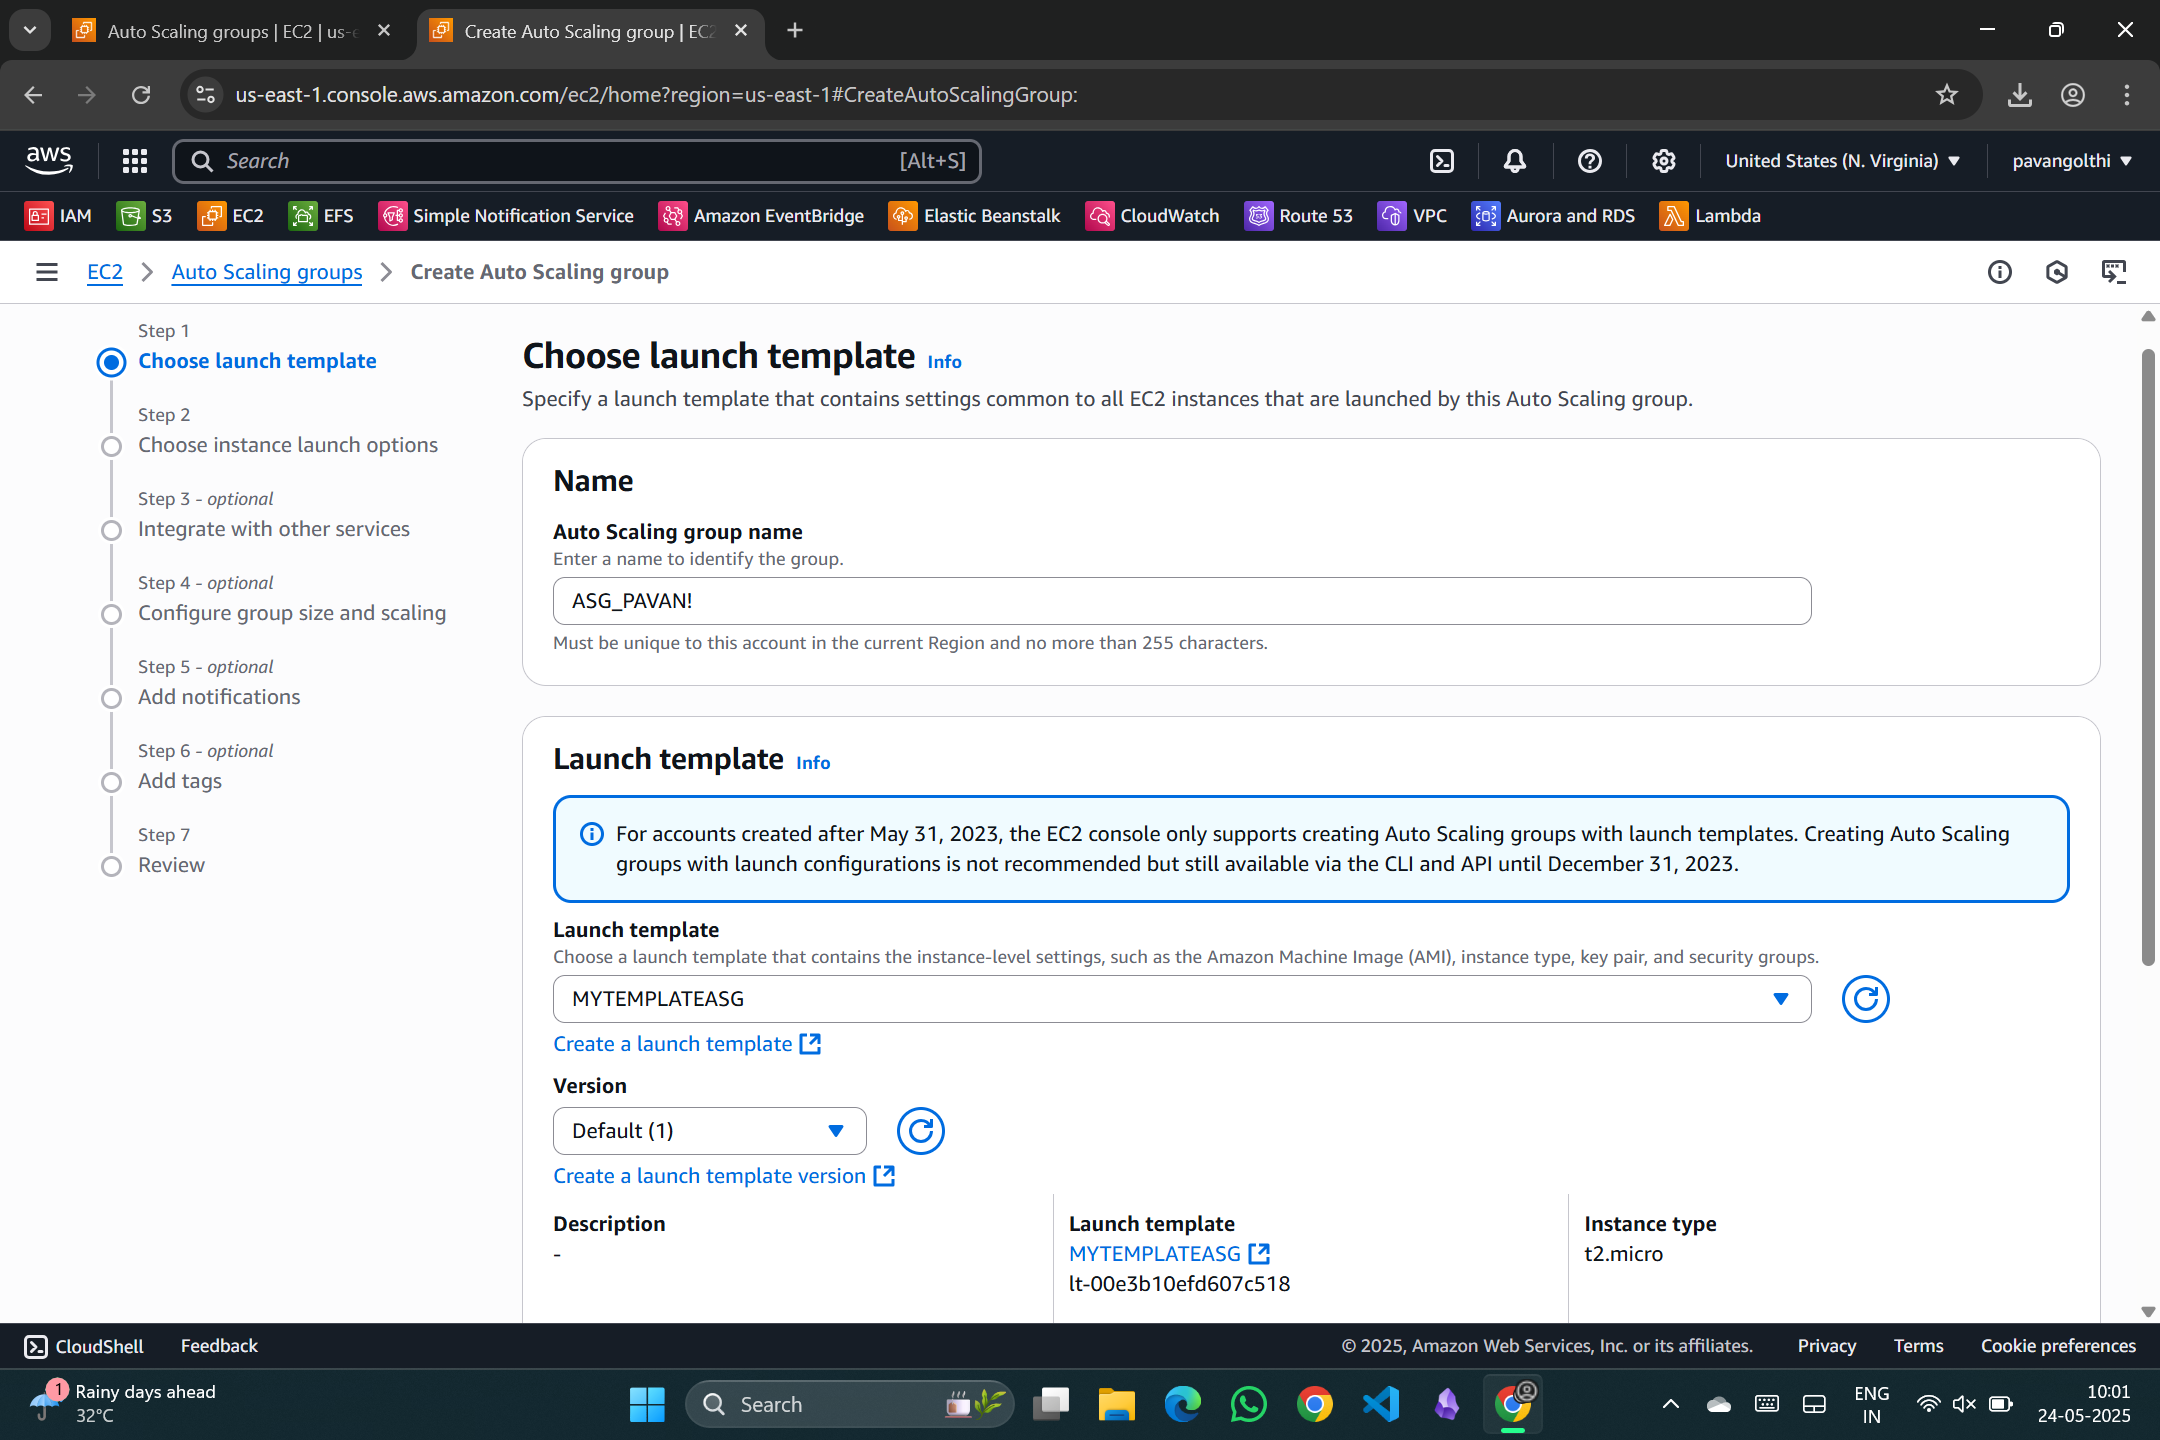 Auto Scaling groups | EC2 | us-e
Create Auto Scaling group | EC2
us-east-1.console.aws.amazon.com/ec2/home?region=us-east-1#CreateAutoScalingGroup:
aws
Search
[Alt+S]
United States (N. Virginia)
pavangolthi
IAM
S3
EC2
EFS
Simple Notification Service
Amazon EventBridge
Elastic Beanstalk
CloudWatch
Route 53
VPC
Aurora and RDS
Lambda
EC2
Auto Scaling groups
Create Auto Scaling group
Step 1
Choose launch template
Step 2
Choose instance launch options
Step 3 - optional
Integrate with other services
Step 4 - optional
Configure group size and scaling
Step 5 - optional
Add notifications
Step 6 - optional
Add tags
Step 7
Review
Choose launch template Info
Specify a launch template that contains settings common to all EC2 instances that are launched by this Auto Scaling group.
Name
Auto Scaling group name
Enter a name to identify the group.
ASG_PAVAN!
Must be unique to this account in the current Region and no more than 255 characters.
Launch template Info
For accounts created after May 31, 2023, the EC2 console only supports creating Auto Scaling groups with launch templates. Creating Auto Scaling
groups with launch configurations is not recommended but still available via the CLI and API until December 31, 2023.
Launch template
Choose a launch template that contains the instance-level settings, such as the Amazon Machine Image (AMI), instance type, key pair, and security groups.
MYTEMPLATEASG
Create a launch template
Version
Default (1)
Create a launch template version
Description
-
Launch template
MYTEMPLATEASG
lt-00e3b10efd607c518
Instance type
t2.micro
CloudShell
Feedback
© 2025, Amazon Web Services, Inc. or its affiliates.
Privacy
Terms
Cookie preferences
1
Rainy days ahead
32°C
Search
ENG
IN
10:01
24-05-2025